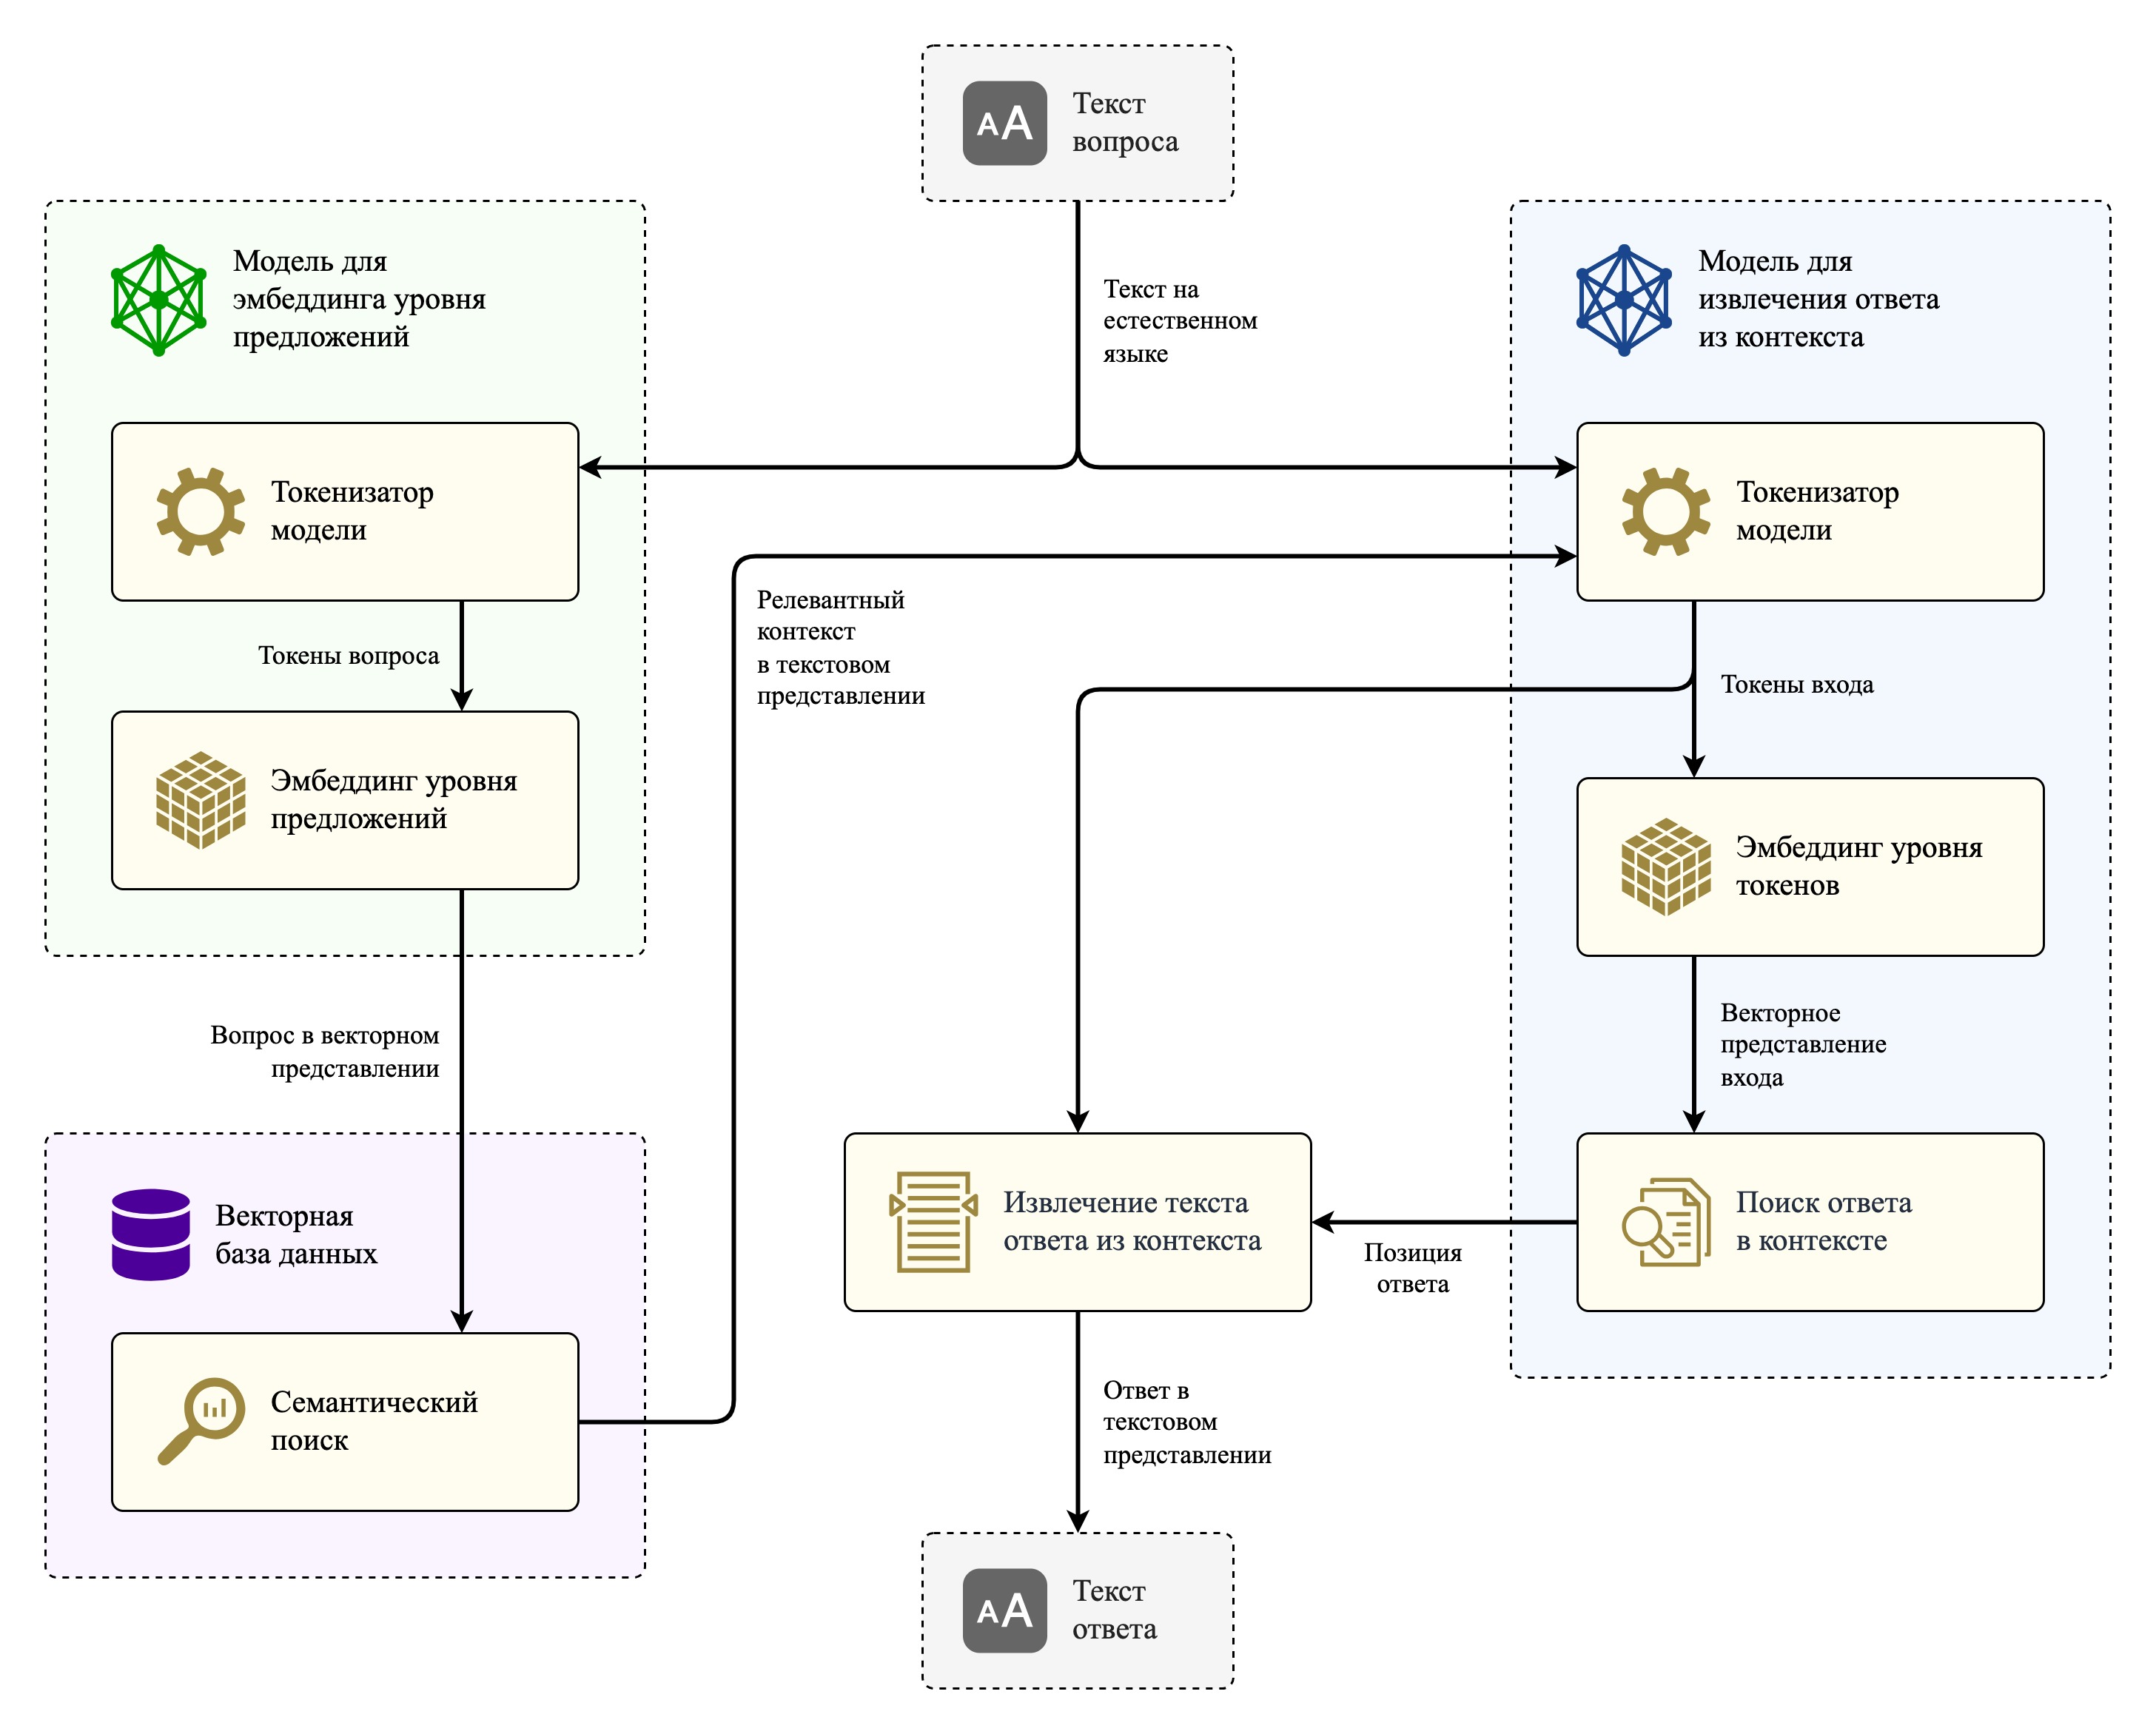 AA
Текст
вопроса
Модель для
эмбеддинга уровня
предложений
Текст на
естественном
языке
Модель для
извлечения ответа
из контекста
Токенизатор
модели
Токенизатор
модели
Релевантный
контекст
в текстовом
представлении
Токены вопроса
Токены входа
Эмбеддинг уровня
предложений
Эмбеддинг уровня
токенов
Вопрос в векторном
представлении
Векторное
представление
входа
Векторная
база данных
Извлечение текста
ответа из контекста
Позиция
ответа
Поиск ответа
в контексте
Семантический
поиск
Ответ в
текстовом
представлении
AA
Текст
ответа